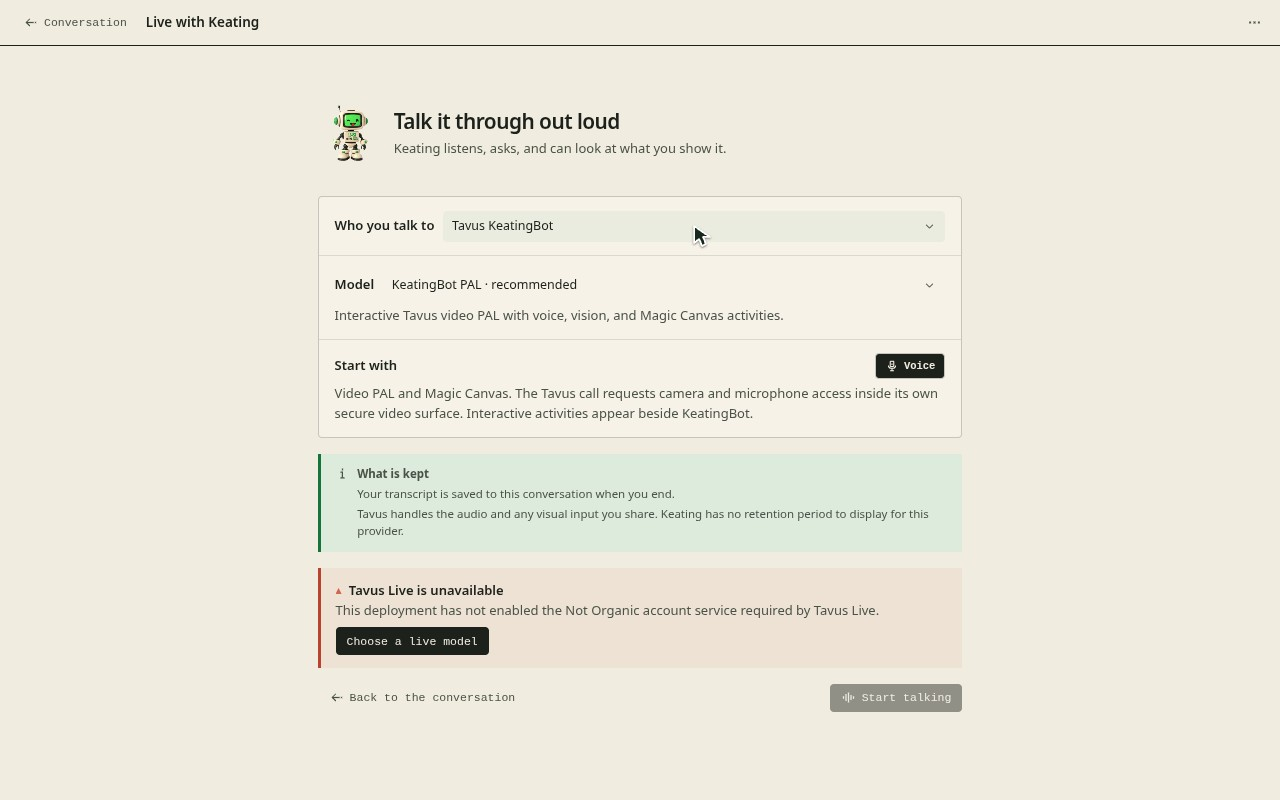 Conversation
Live with Keating
Talk it through out loud
Keating listens, asks, and can look at what you show it.
Who you talk to
Tavus KeatingBot
Model
KeatingBot PAL · recommended
Interactive Tavus video PAL with voice, vision, and Magic Canvas activities.
Start with
Voice
Video PAL and Magic Canvas. The Tavus call requests camera and microphone access inside its own
secure video surface. Interactive activities appear beside KeatingBot.
What is kept
Your transcript is saved to this conversation when you end.
Tavus handles the audio and any visual input you share. Keating has no retention period to display for this
provider.
Tavus Live is unavailable
This deployment has not enabled the Not Organic account service required by Tavus Live.
Choose a live model
Back to the conversation
Start talking